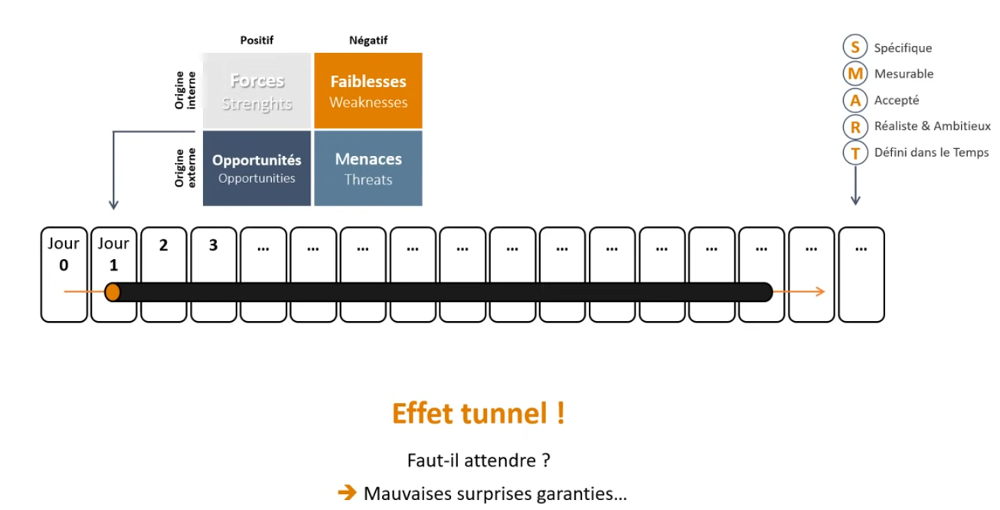 Positif
Négatif
Origine
interne
Forces
Strenghts
Faiblesses
Weaknesses
Origine
externe
Opportunités
Opportunities
Menaces
Threats
S Spécifique
M Mesurable
A Accepté
R Réaliste & Ambitieux
T Défini dans le Temps
Jour
0
Jour
1
2
3
...
...
...
...
...
...
...
...
...
...
...
...
...
Effet tunnel !
Faut-il attendre ?
➔ Mauvaises surprises garanties...